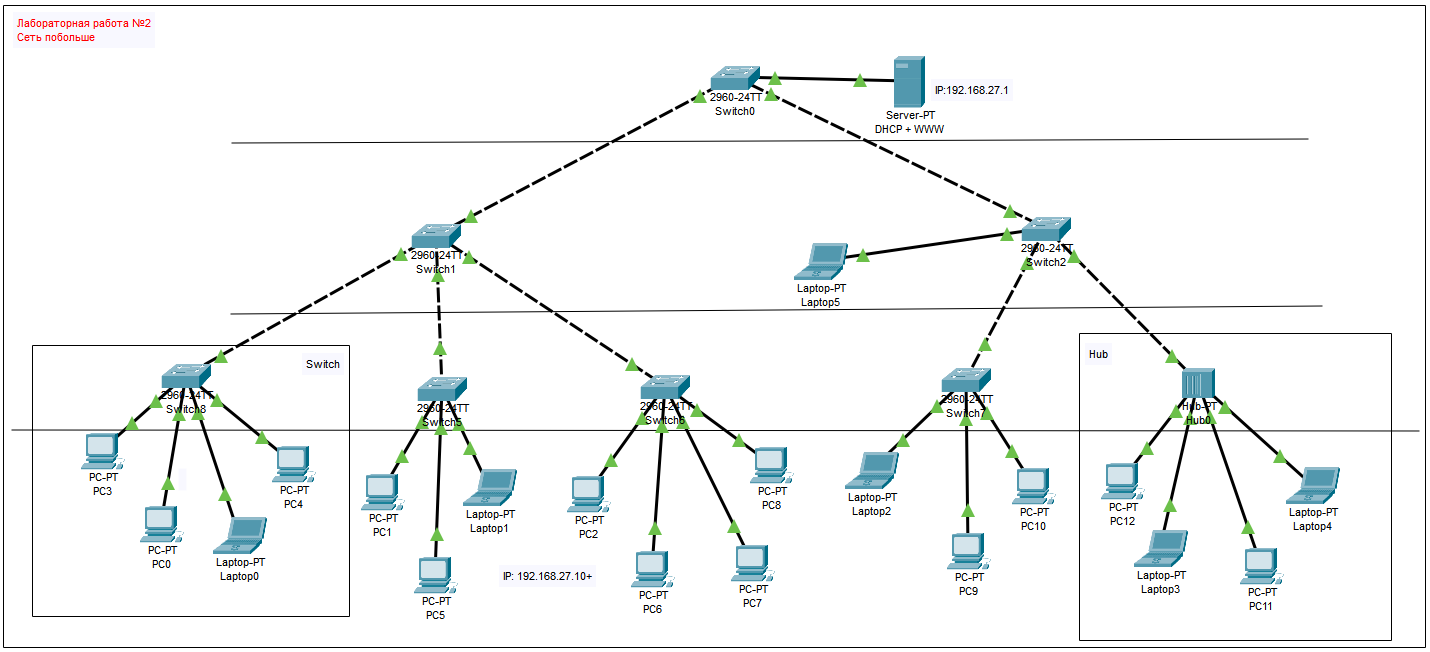 Лабораторная работа №2
Сеть побольше
2960-24TT
Switch0
IP:192.168.27.1
Server-PT
DHCP + WWW
2960-24TT
Switch1
2960-24TT
Switch2
Laptop-PT
Laptop5
Switch
Hub
2960-24TT
Switch8
2960-24TT
Switch5
2960-24TT
Switch6
2960-24TT
Switch7
Hub-PT
Hub0
PC-PT
PC3
PC-PT
PC4
PC-PT
PC0
Laptop-PT
Laptop0
PC-PT
PC1
Laptop-PT
Laptop1
PC-PT
PC5
IP: 192.168.27.10+
PC-PT
PC2
PC-PT
PC8
PC-PT
PC6
PC-PT
PC7
Laptop-PT
Laptop2
PC-PT
PC10
PC-PT
PC9
PC-PT
PC12
Laptop-PT
Laptop4
Laptop-PT
Laptop3
PC-PT
PC11